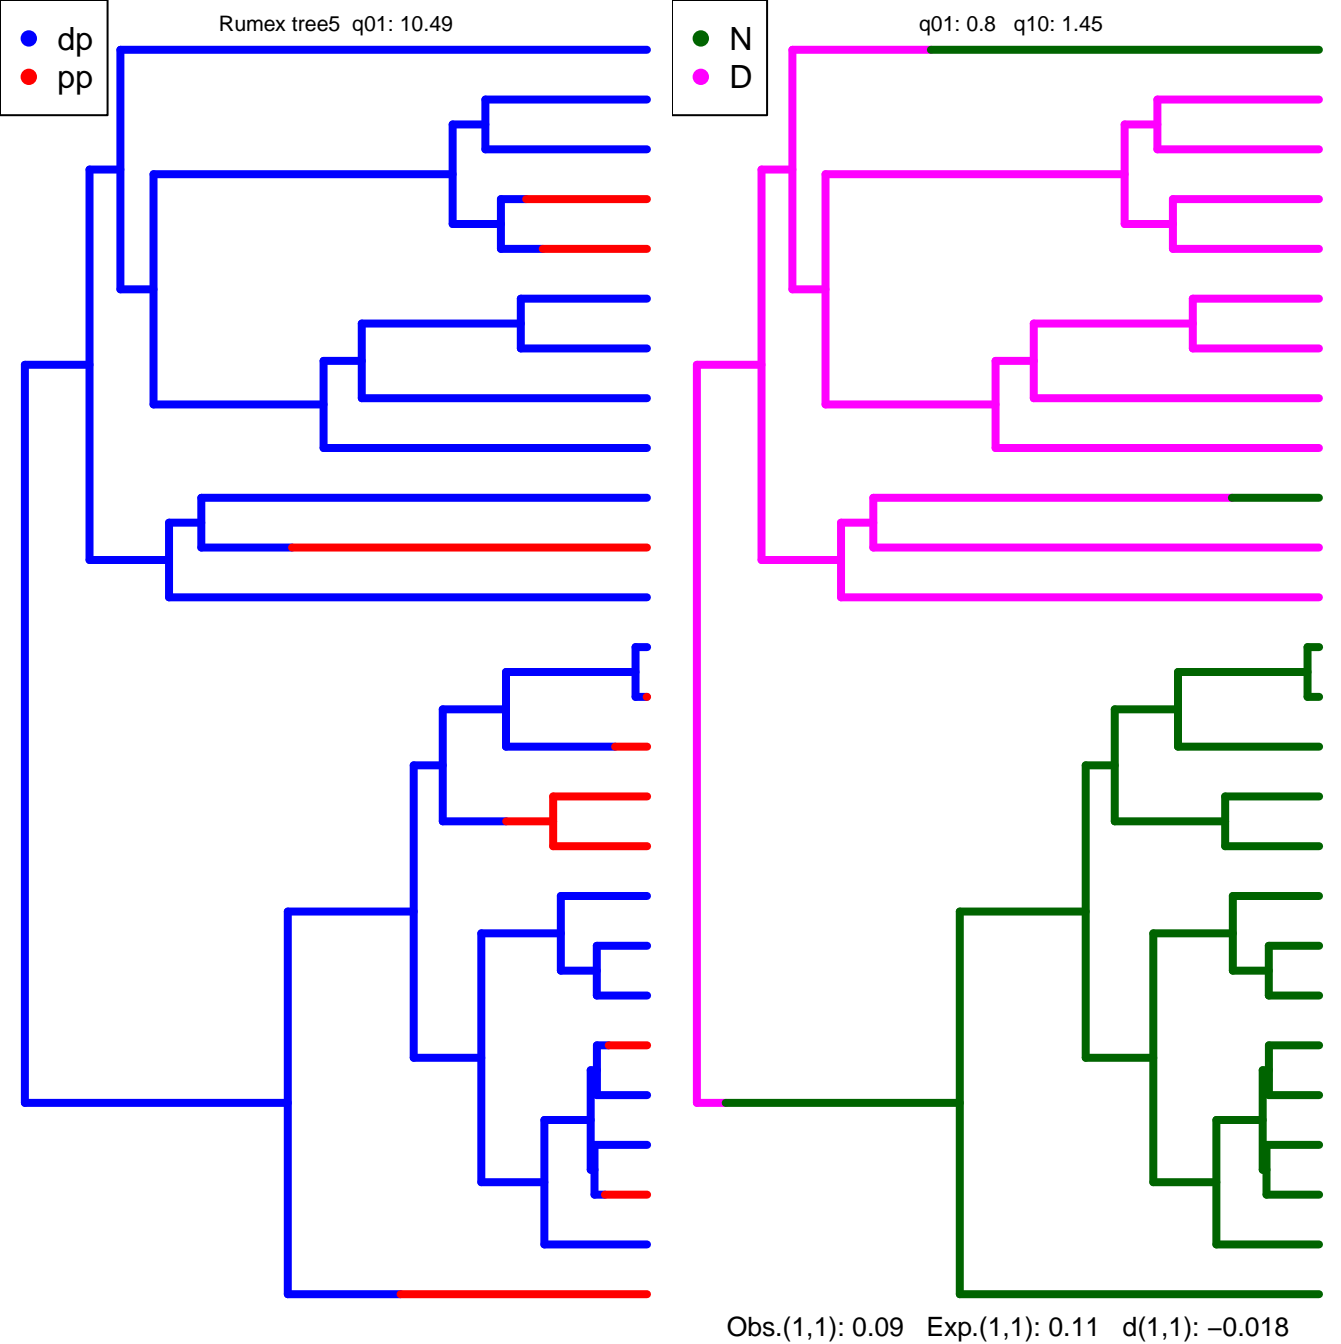 Rumex tree5 q01: 10.49
dp
pp
q01: 0.8 q10: 1.45
N
D
Obs.(1,1): 0.09 Exp.(1,1): 0.11 d(1,1): −0.018